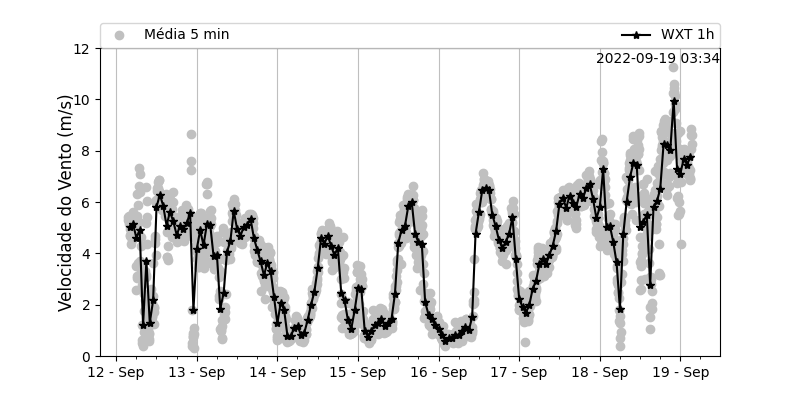 Média 5 min
WXT 1h
2022-09-19 03:34
12
10
8
6
4
2
0
Velocidade do Vento (m/s)
12 - Sep 13 - Sep 14 - Sep 15 - Sep 16 - Sep 17 - Sep 18 - Sep 19 - Sep